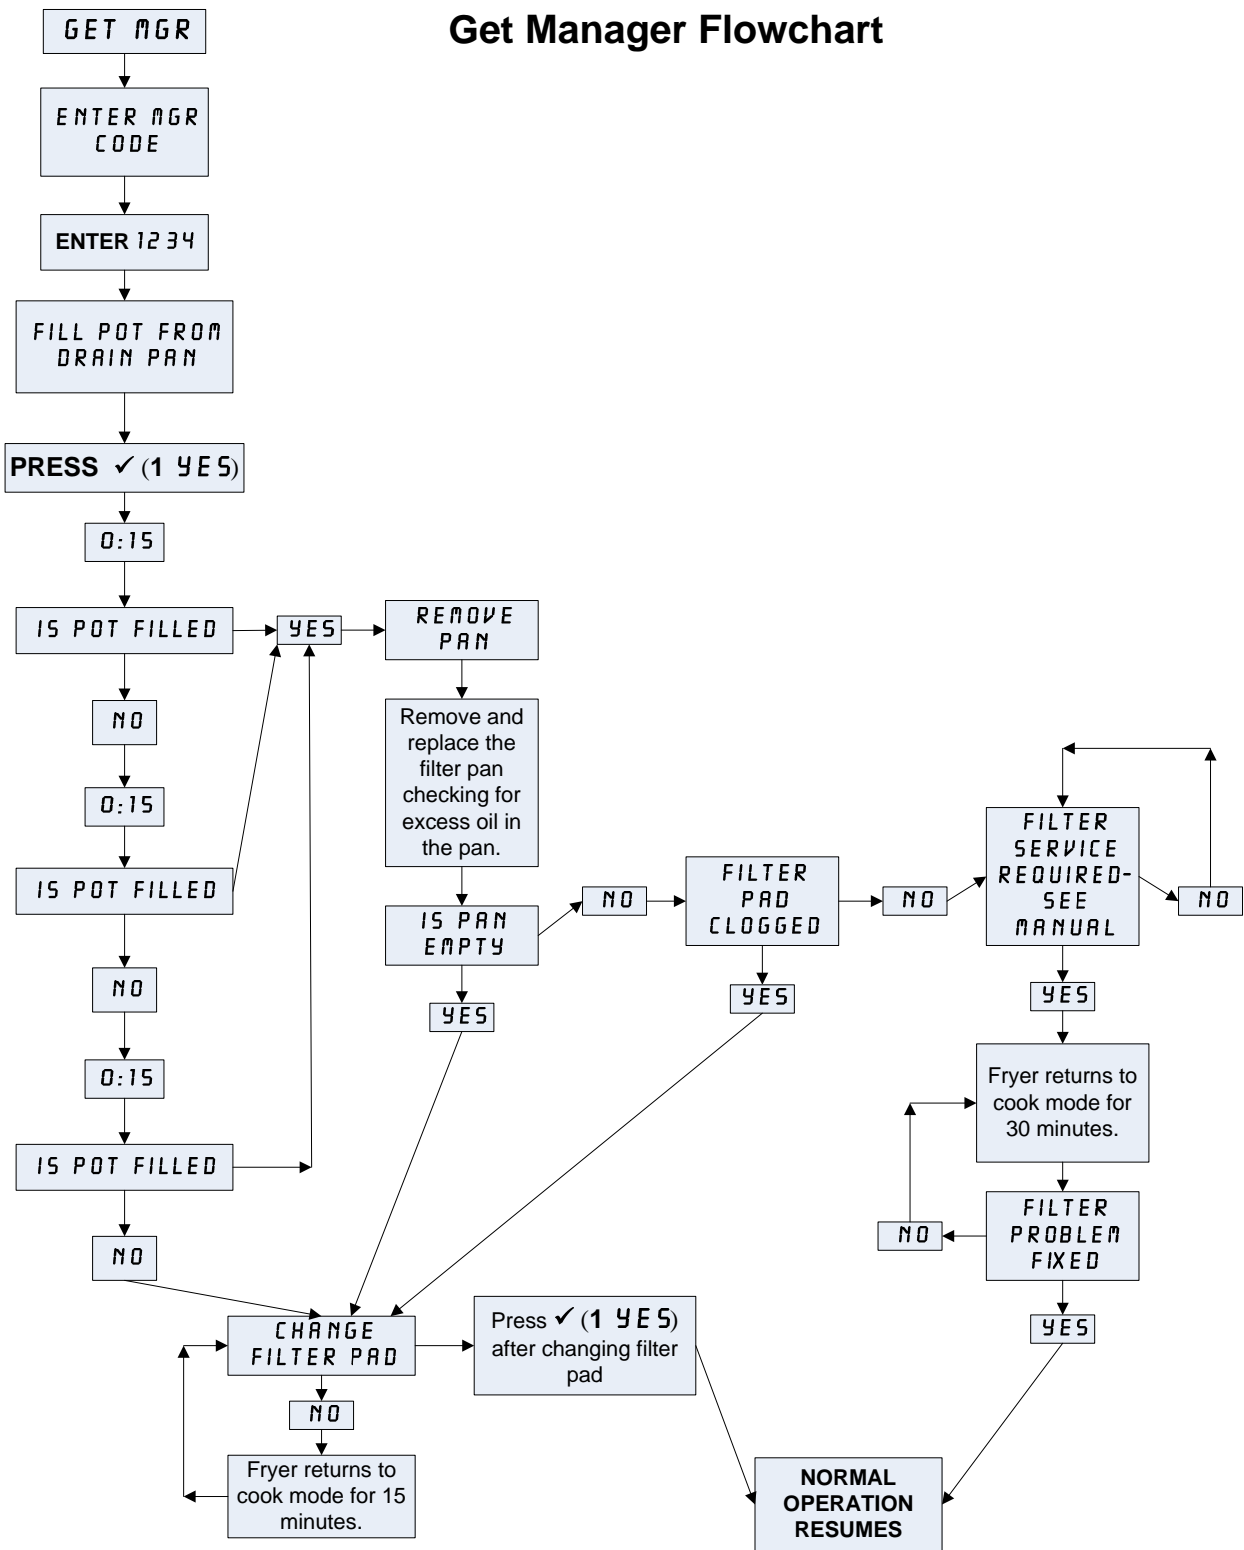 Get Manager Flowchart
GET MGR
ENTER MGR
CODE
ENTER 1234
FILL POT FROM
DRAIN PAN
PRESS ✓ (1 YES)
0:15
IS POT FILLED
YES
REMOVE
PAN
NO
Remove and
replace the
filter pan
checking for
excess oil in
the pan.
0:15
IS POT FILLED
IS PAN
EMPTY
NO
FILTER
PAD
CLOGGED
NO
FILTER
SERVICE
REQUIRED-
SEE
MANUAL
NO
NO
YES
YES
YES
0:15
Fryer returns to
cook mode for
30 minutes.
IS POT FILLED
FILTER
PROBLEM
FIXED
NO
NO
YES
CHANGE
FILTER PAD
Press ✓ (1 YES)
after changing filter
pad
NO
Fryer returns to
cook mode for 15
minutes.
NORMAL
OPERATION
RESUMES